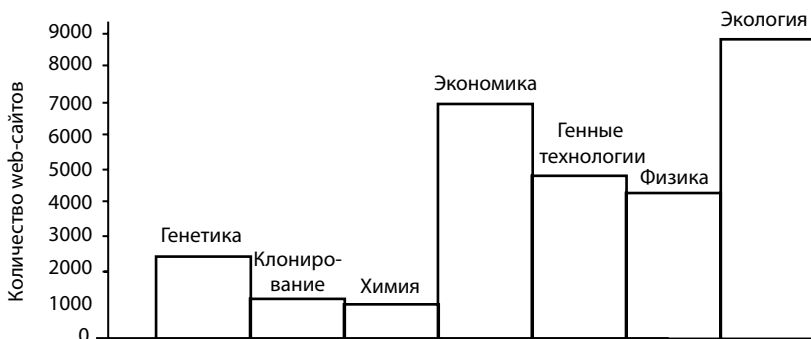 Количество web-сайтов
9000
8000
7000
6000
5000
4000
3000
2000
1000
0
Генетика
Клониро-
вание
Химия
Экономика
Генные
технологии
Физика
Экология